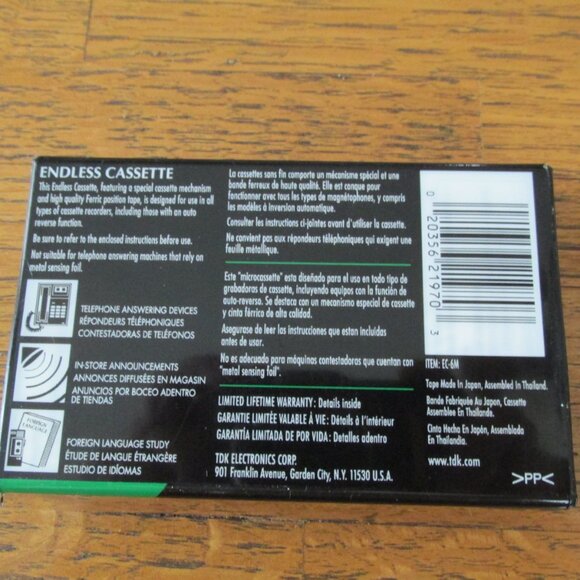 ENDLESS CASSETTE
This Endless Cassette, featuring a special cassette mechanism
and high quality Ferric position tape, is designed for use in all
types of cassette recorders, including those with an auto
reverse function.
Be sure to refer to the enclosed instructions before use.
Not suitable for telephone answering machines that rely on
metal sensing foil.
TELEPHONE ANSWERING DEVICES
RÉPONDEURS TÉLÉPHONIQUES
CONTESTADORAS DE TELÉFONOS
IN-STORE ANNOUNCEMENTS
ANNONCES DIFFUSÉES EN MAGASIN
ANUNCIOS POR BOCEO ADENTRO
DE TIENDAS
FOREIGN
LANGUAGE
FOREIGN LANGUAGE STUDY
ÉTUDE DE LANGUE ÉTRANGÈRE
ESTUDIO DE IDIOMAS
La cassettes sans fin comporte un mécanisme spécial et une
bande ferreux de haute qualité. Elle est conque pour
fonctionner avec tous les types de magnétophones, y compris
les modèles à inversion automatique.
Consulter les instructions ci-jointes avant d'utiliser la cassette.
Ne convient pas aux répondeurs téléphoniques qui exigent une
feuille métallique.
Este "microcassette" esta diseñado para el uso en todo tipo de
grabadoras de cassette, incluyendo equipos con la función de
auto-reversa. Se destaca con un mecanismo especial de cassette
y cinta férrica de alta calidad.
Asegurase de leer las instrucciones que estan incluidas
antes de usar.
No es adequado para máquinas contestadoras que cuentan con
"metal sensing foil".
LIMITED LIFETIME WARRANTY: Details inside
GARANTIE LIMITÉE VALABLE À VIE: Détails à l'intérieur
GARANTÍA LIMITADA DE POR VIDA: Detalles adentro
TDK ELECTRONICS CORP.
901 Franklin Avenue, Garden City, N.Y. 11530 U.S.A.
0 20356 21970 3
ITEM: EC-6M
Tape Made In Japan, Assembled In Thailand.
Bande Fabriquée Au Japon, Cassette
Assemblee En Thaïlande.
Cinta Hecha En Japón, Assemblada
En Thailandia.
www.tdk.com
>PP<